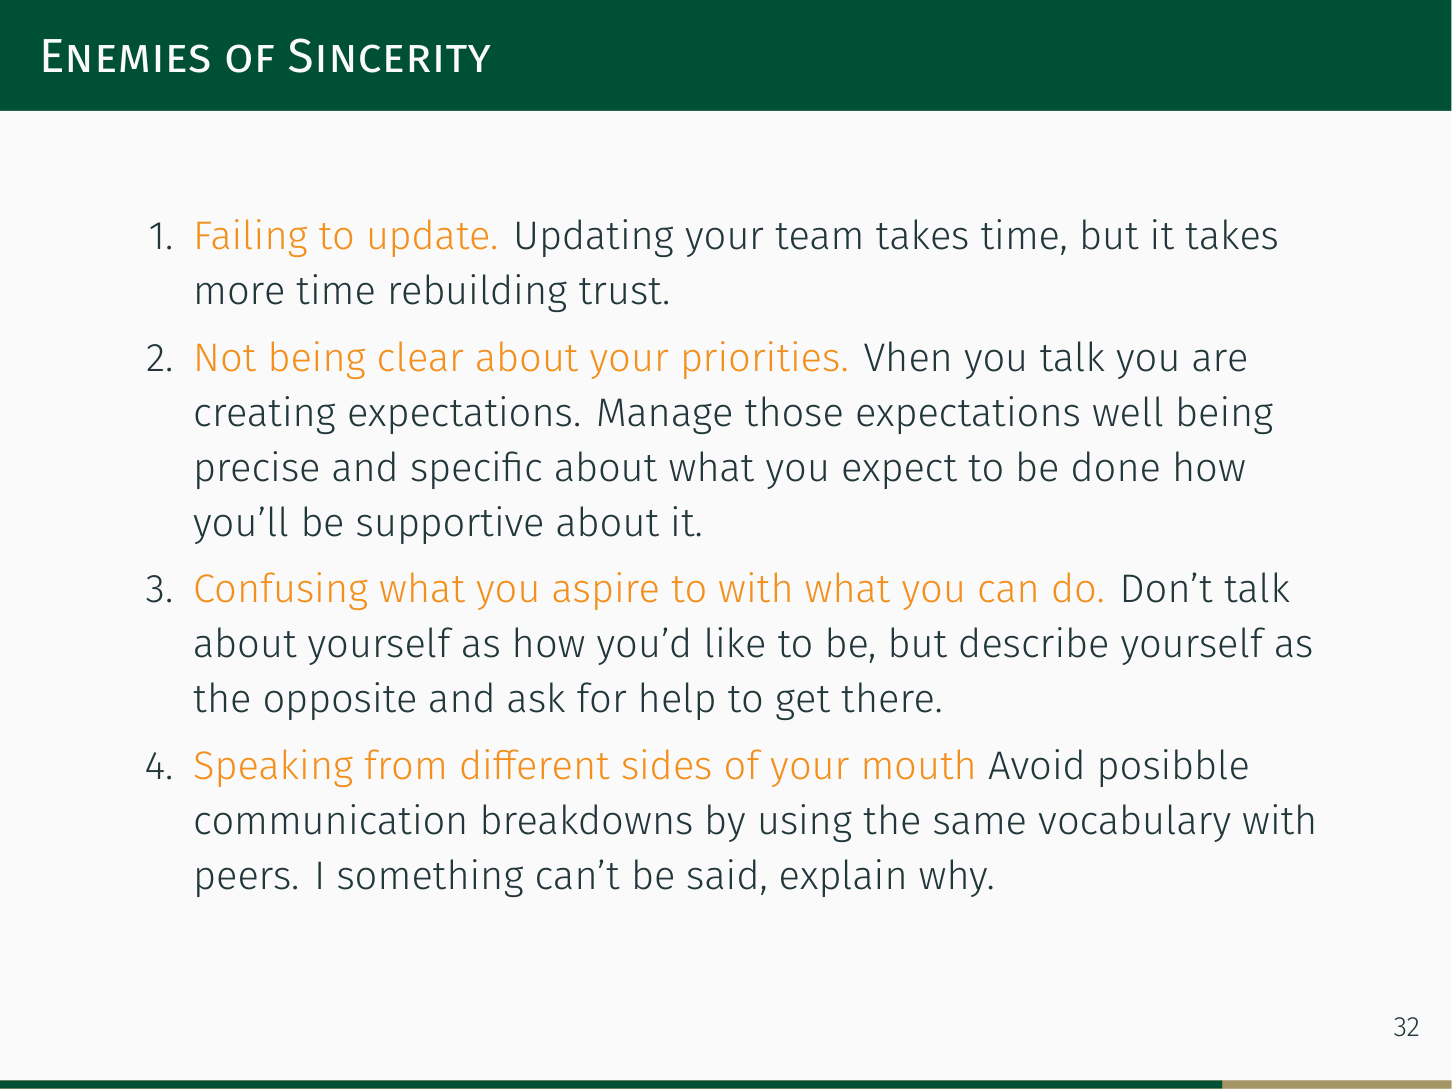 Enemies of Sincerity
1. Failing to update. Updating your team takes time, but it takes
more time rebuilding trust.
2. Not being clear about your priorities. Vhen you talk you are
creating expectations. Manage those expectations well being
precise and specific about what you expect to be done how
you’ll be supportive about it.
3. Confusing what you aspire to with what you can do. Don’t talk
about yourself as how you’d like to be, but describe yourself as
the opposite and ask for help to get there.
4. Speaking from different sides of your mouth Avoid posibble
communication breakdowns by using the same vocabulary with
peers. I something can’t be said, explain why.
32